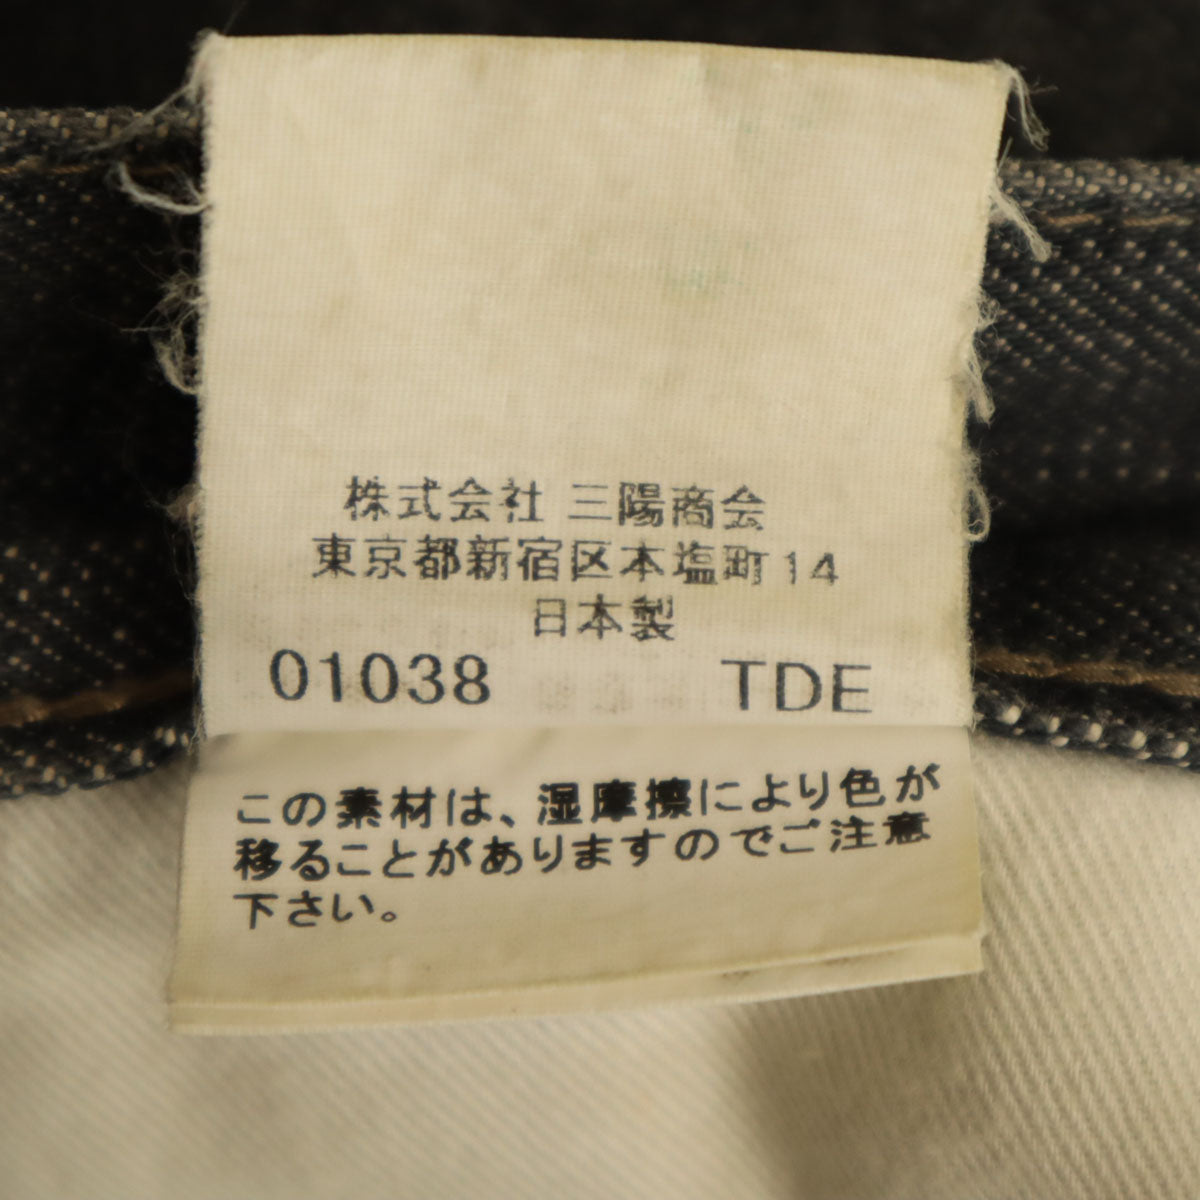 株式会社 三陽商会
東京都新宿区本塩町14
日本製
01038 TDE
この素材は、湿摩擦により色が
移ることがありますのでご注意
下さい。